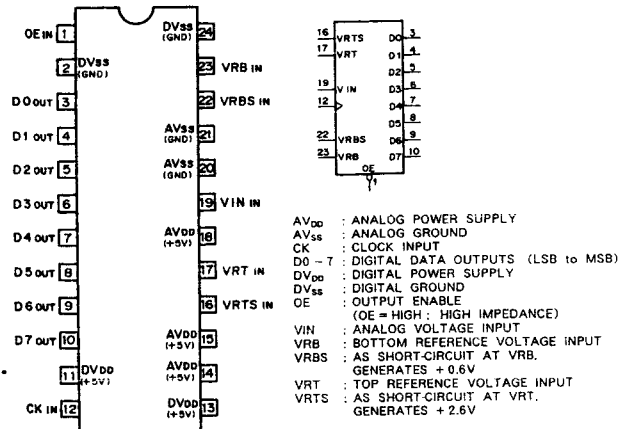 OE IN 1
2 DVss (GND)
D0 OUT 3
D1 OUT 4
D2 OUT 5
D3 OUT 6
D4 OUT 7
D5 OUT 8
D6 OUT 9
D7 OUT 10
11 DVDD (+5V)
CK IN 12
DVss (GND) 24
23 VRB IN
22 VRBS IN
AVss (GND) 21
AVss (GND) 20
19 VIN IN
AVDD (+5V) 18
17 VRT IN
16 VRTS IN
AVDD (+5V) 15
AVDD (+5V) 14
DVDD (+5V) 13
16 VRTS D0 3
17 VRT D1 4
D2 5
19 V IN D3 6
12 D4 7
D5 8
22 VRBS D6 9
23 VRB D7 10
OE
1
AVDD : ANALOG POWER SUPPLY
AVss : ANALOG GROUND
CK : CLOCK INPUT
D0 - 7 : DIGITAL DATA OUTPUTS (LSB to MSB)
DVDD : DIGITAL POWER SUPPLY
DVss : DIGITAL GROUND
OE : OUTPUT ENABLE
(OE = HIGH ; HIGH IMPEDANCE)
VIN : ANALOG VOLTAGE INPUT
VRB : BOTTOM REFERENCE VOLTAGE INPUT
VRBS : AS SHORT-CIRCUIT AT VRB,
GENERATES + 0.6V
VRT : TOP REFERENCE VOLTAGE INPUT
VRTS : AS SHORT-CIRCUIT AT VRT,
GENERATES + 2.6V